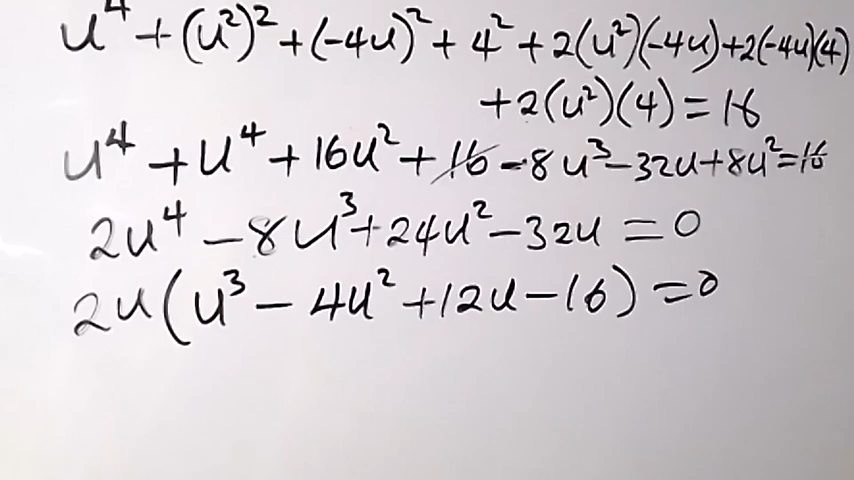 u⁴ + (u²)² + (-4u)² + 4² + 2(u²)(-4u) + 2(-4u)(4)
+ 2(u²)(4) = 16
u⁴ + u⁴ + 16u² + 16 - 8u³ - 32u + 8u² = 16
2u⁴ - 8u³ + 24u² - 32u = 0
2u(u³ - 4u² + 12u - 16) = 0